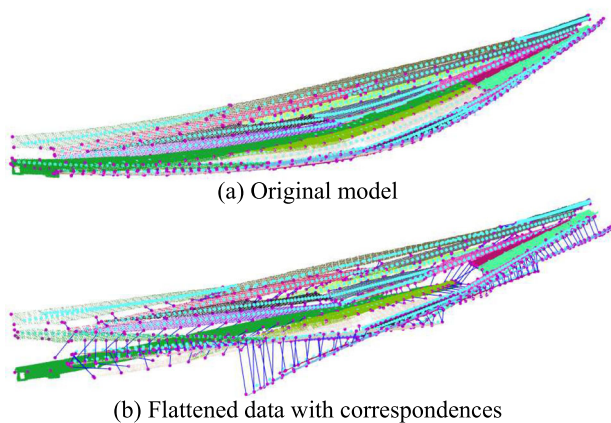 (a) Original model
(b) Flattened data with correspondences